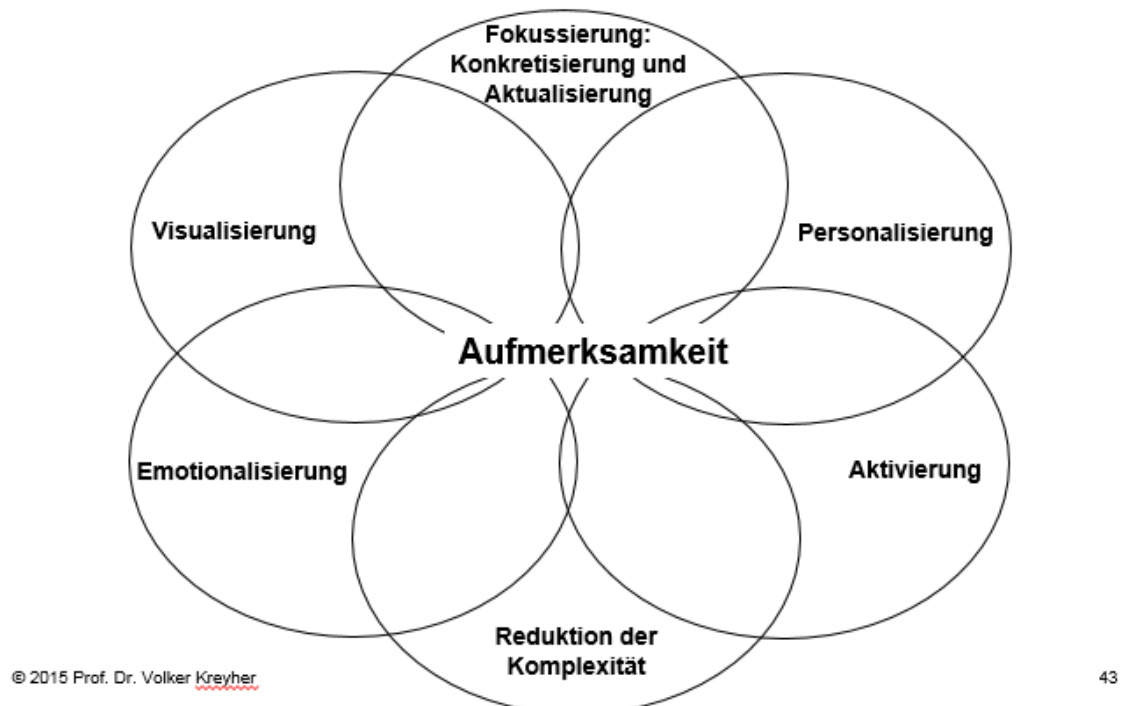 Fokussierung:
Konkretisierung und
Aktualisierung
Visualisierung
Personalisierung
Aufmerksamkeit
Emotionalisierung
Aktivierung
Reduktion der
Komplexität
© 2015 Prof. Dr. Volker Kreyher
43